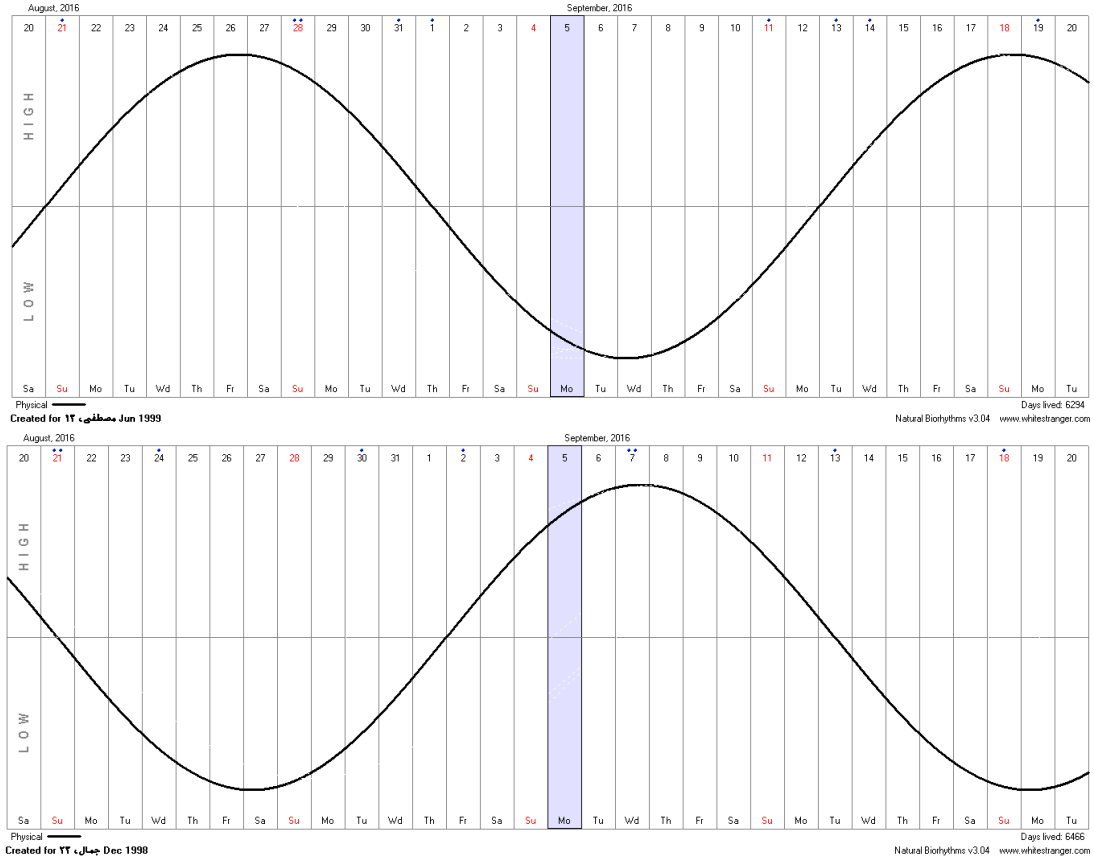 August, 2016 September, 2016
20 21 22 23 24 25 26 27 28 29 30 31 1 2 3 4 5 6 7 8 9 10 11 12 13 14 15 16 17 18 19 20
HIGH
LOW
Sa Su Mo Tu Wd Th Fr Sa Su Mo Tu Wd Th Fr Sa Su Mo Tu Wd Th Fr Sa Su Mo Tu Wd Th Fr Sa Su Mo Tu
Physical Days lived: 6294
Created for مصطفى، ١٣ Jun 1999 Natural Biorhythms v3.04 www.whitestranger.com
August, 2016 September, 2016
20 21 22 23 24 25 26 27 28 29 30 31 1 2 3 4 5 6 7 8 9 10 11 12 13 14 15 16 17 18 19 20
HIGH
LOW
Sa Su Mo Tu Wd Th Fr Sa Su Mo Tu Wd Th Fr Sa Su Mo Tu Wd Th Fr Sa Su Mo Tu Wd Th Fr Sa Su Mo Tu
Physical Days lived: 6466
Created for جمال، ٢٣ Dec 1998 Natural Biorhythms v3.04 www.whitestranger.com